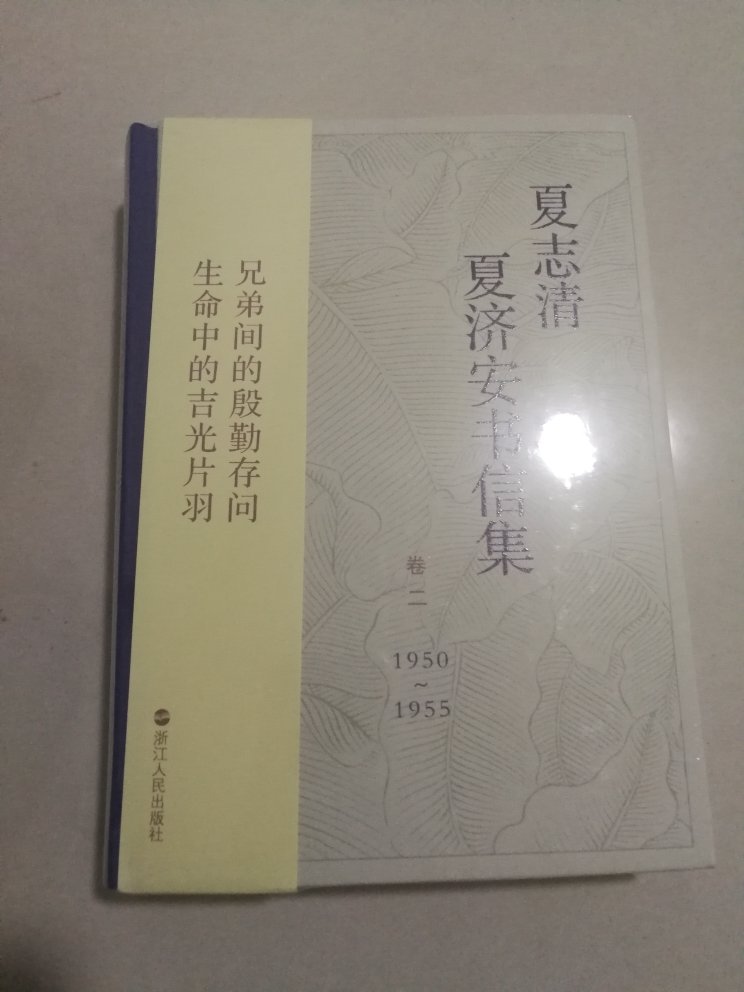 夏志清
夏济安书信集
卷二
1950
~
1955
兄弟间的殷勤存问
生命中的吉光片羽
浙江人民出版社